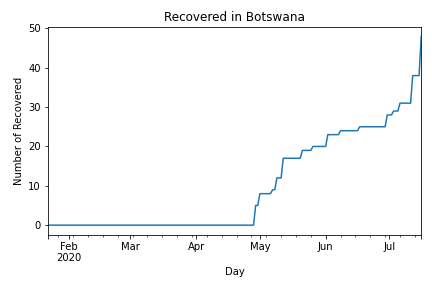 Recovered in Botswana
Number of Recovered
50
40
30
20
10
0
Feb
2020
Mar
Apr
May
Jun
Jul
Day